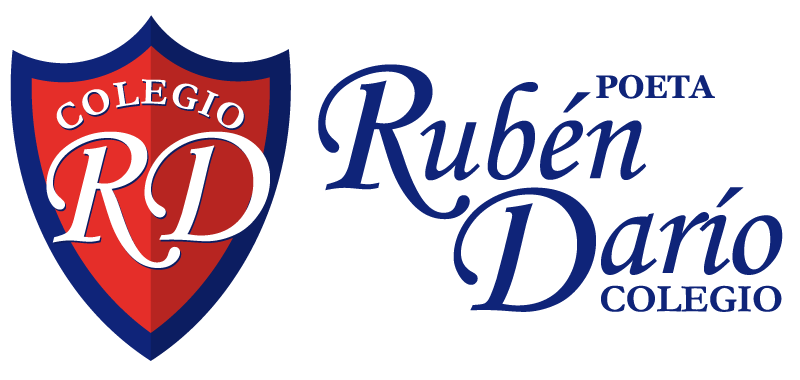 COLEGIO
RD
POETA
Rubén
Darío
COLEGIO